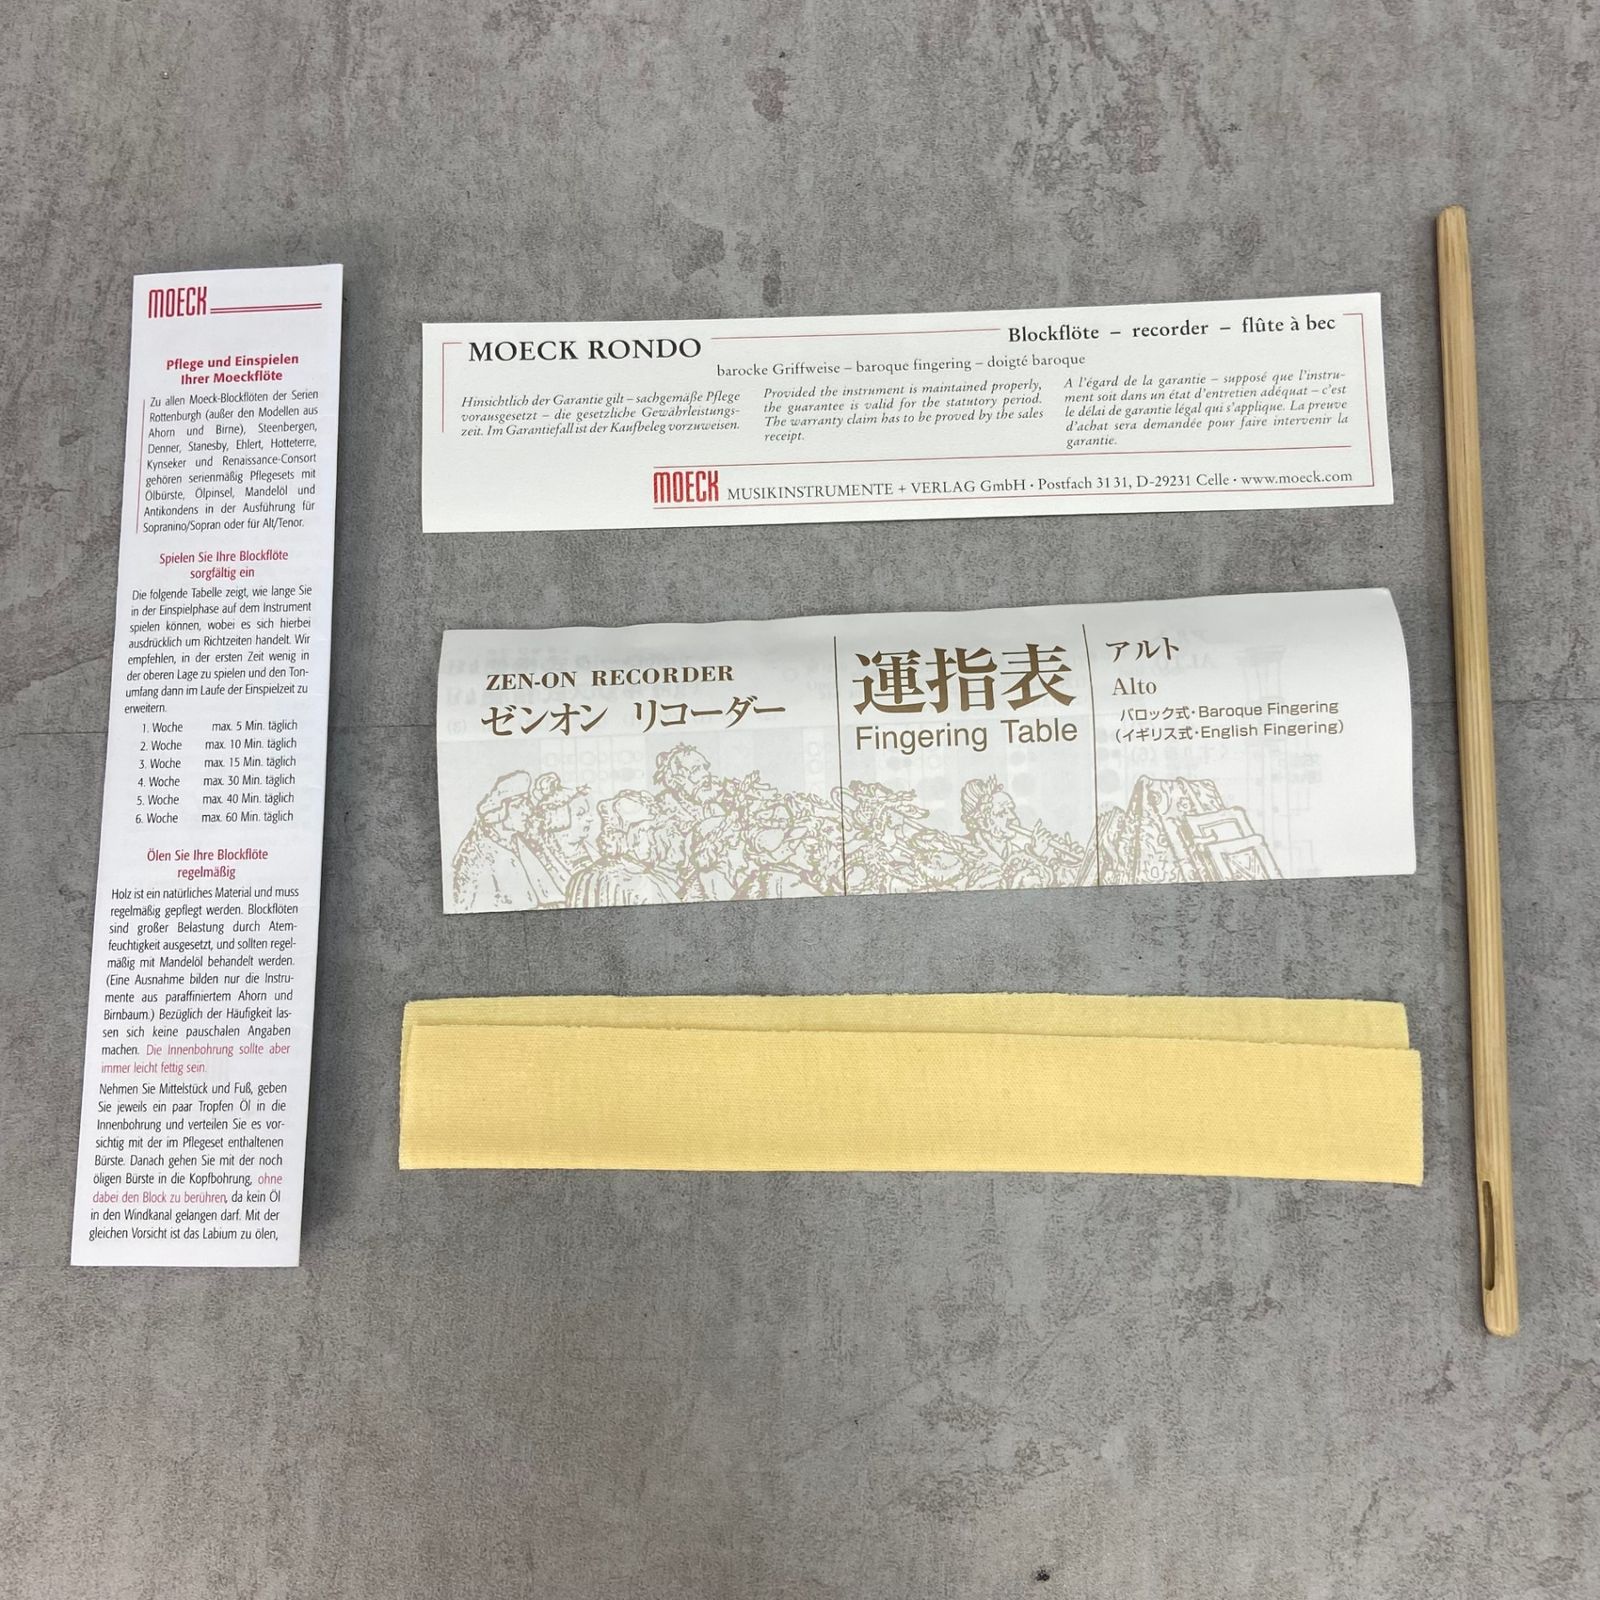 MOECK
Pflege und Einspielen
Ihrer Moeckflöte
Zu allen Moeck-Blockflöten der Serien
Rottenburgh (außer den Modellen aus
Ahorn und Birne), Steenbergen,
Denner, Stanesby, Ehlert, Hotteterre,
Kynseker und Renaissance-Consort
gehören serienmäßig Pflegesets mit
Ölbürste, Ölpinsel, Mandelöl und
Antikondens in der Ausführung für
Sopranino/Sopran oder für Alt/Tenor.
Spielen Sie Ihre Blockflöte
sorgfältig ein
Die folgende Tabelle zeigt, wie lange Sie
in der Einspielphase auf dem Instrument
spielen können, wobei es sich hierbei
ausdrücklich um Richtzeiten handelt. Wir
empfehlen, in der ersten Zeit wenig in
der oberen Lage zu spielen und den Ton-
umfang dann im Laufe der Einspielzeit zu
erweitern.
1. Woche max. 5 Min. täglich
2. Woche max. 10 Min. täglich
3. Woche max. 15 Min. täglich
4. Woche max. 30 Min. täglich
5. Woche max. 40 Min. täglich
6. Woche max. 60 Min. täglich
Ölen Sie Ihre Blockflöte
regelmäßig
Holz ist ein natürliches Material und muss
regelmäßig gepflegt werden. Blockflöten
sind großer Belastung durch Atem-
feuchtigkeit ausgesetzt, und sollten regel-
mäßig mit Mandelöl behandelt werden.
(Eine Ausnahme bilden nur die Instru-
mente aus paraffiniertem Ahorn und
Birnbaum.) Bezüglich der Häufigkeit las-
sen sich keine pauschalen Angaben
machen. Die Innenbohrung sollte aber
immer leicht fettig sein.
Nehmen Sie Mittelstück und Fuß, geben
Sie jeweils ein paar Tropfen Öl in die
Innenbohrung und verteilen Sie es vor-
sichtig mit der im Pflegeset enthaltenen
Bürste. Danach gehen Sie mit der noch
öligen Bürste in die Kopfbohrung, ohne
dabei den Block zu berühren, da kein Öl
in den Windkanal gelangen darf. Mit der
gleichen Vorsicht ist das Labium zu ölen,
MOECK RONDO
Blockflöte – recorder – flûte à bec
barocke Griffweise – baroque fingering – doigté baroque
Hinsichtlich der Garantie gilt – sachgemäße Pflege
vorausgesetzt – die gesetzliche Gewährleistungs-
zeit. Im Garantiefall ist der Kaufbeleg vorzuweisen.
Provided the instrument is maintained properly,
the guarantee is valid for the statutory period.
The warranty claim has to be proved by the sales
receipt.
A l'égard de la garantie – supposé que l'instru-
ment soit dans un état d'entretien adéquat – c'est
le délai de garantie légal qui s'applique. La preuve
d'achat sera demandée pour faire intervenir la
garantie.
MOECK MUSIKINSTRUMENTE + VERLAG GmbH · Postfach 31 31, D-29231 Celle · www.moeck.com
ZEN-ON RECORDER
ゼンオン リコーダー
運指表
Fingering Table
アルト
Alto
バロック式・Baroque Fingering
(イギリス式・English Fingering)